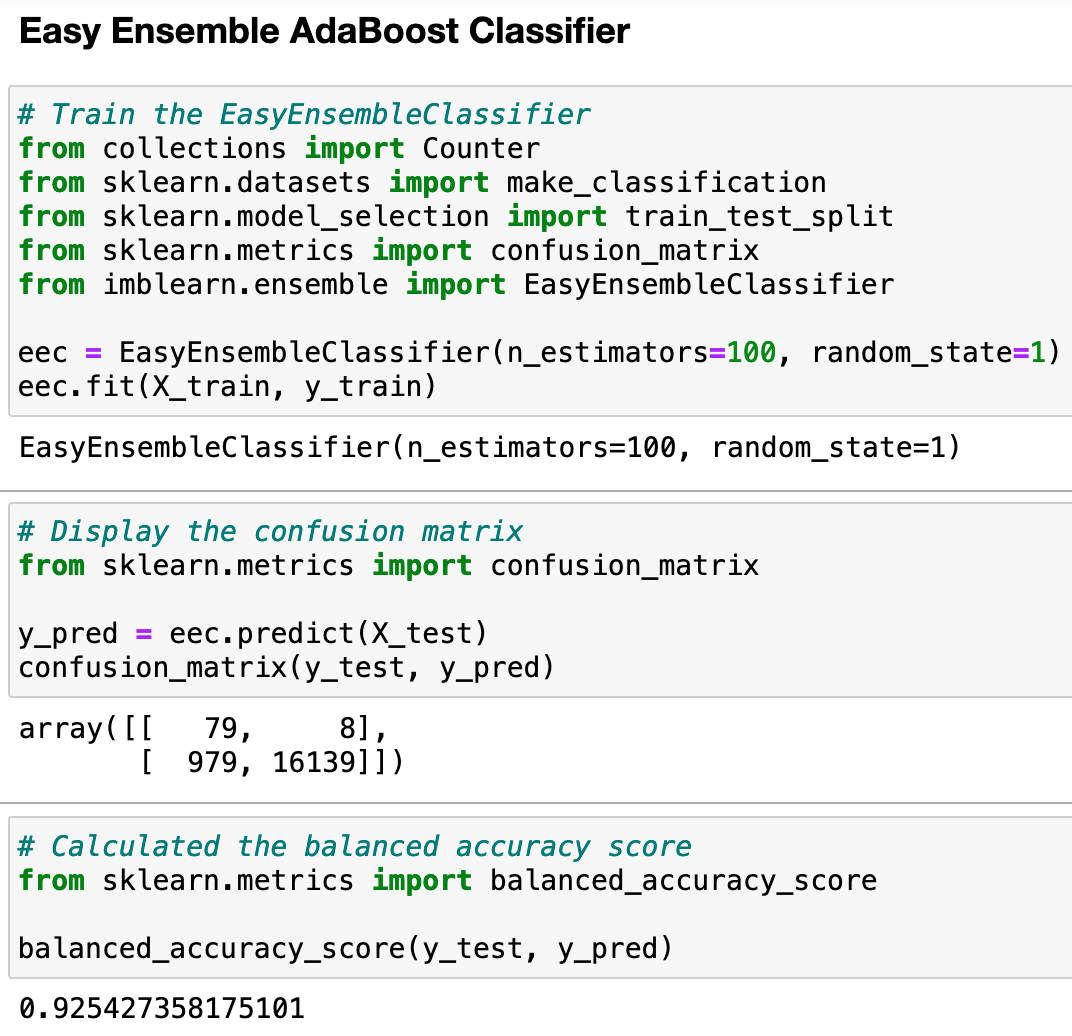 Easy Ensemble AdaBoost Classifier
# Train the EasyEnsembleClassifier
from collections import Counter
from sklearn.datasets import make_classification
from sklearn.model_selection import train_test_split
from sklearn.metrics import confusion_matrix
from imblearn.ensemble import EasyEnsembleClassifier
eec = EasyEnsembleClassifier(n_estimators=100, random_state=1)
eec.fit(X_train, y_train)
EasyEnsembleClassifier(n_estimators=100, random_state=1)
# Display the confusion matrix
from sklearn.metrics import confusion_matrix
y_pred = eec.predict(X_test)
confusion_matrix(y_test, y_pred)
array([[   79,     8],
       [  979, 16139]])
# Calculated the balanced accuracy score
from sklearn.metrics import balanced_accuracy_score
balanced_accuracy_score(y_test, y_pred)
0.925427358175101